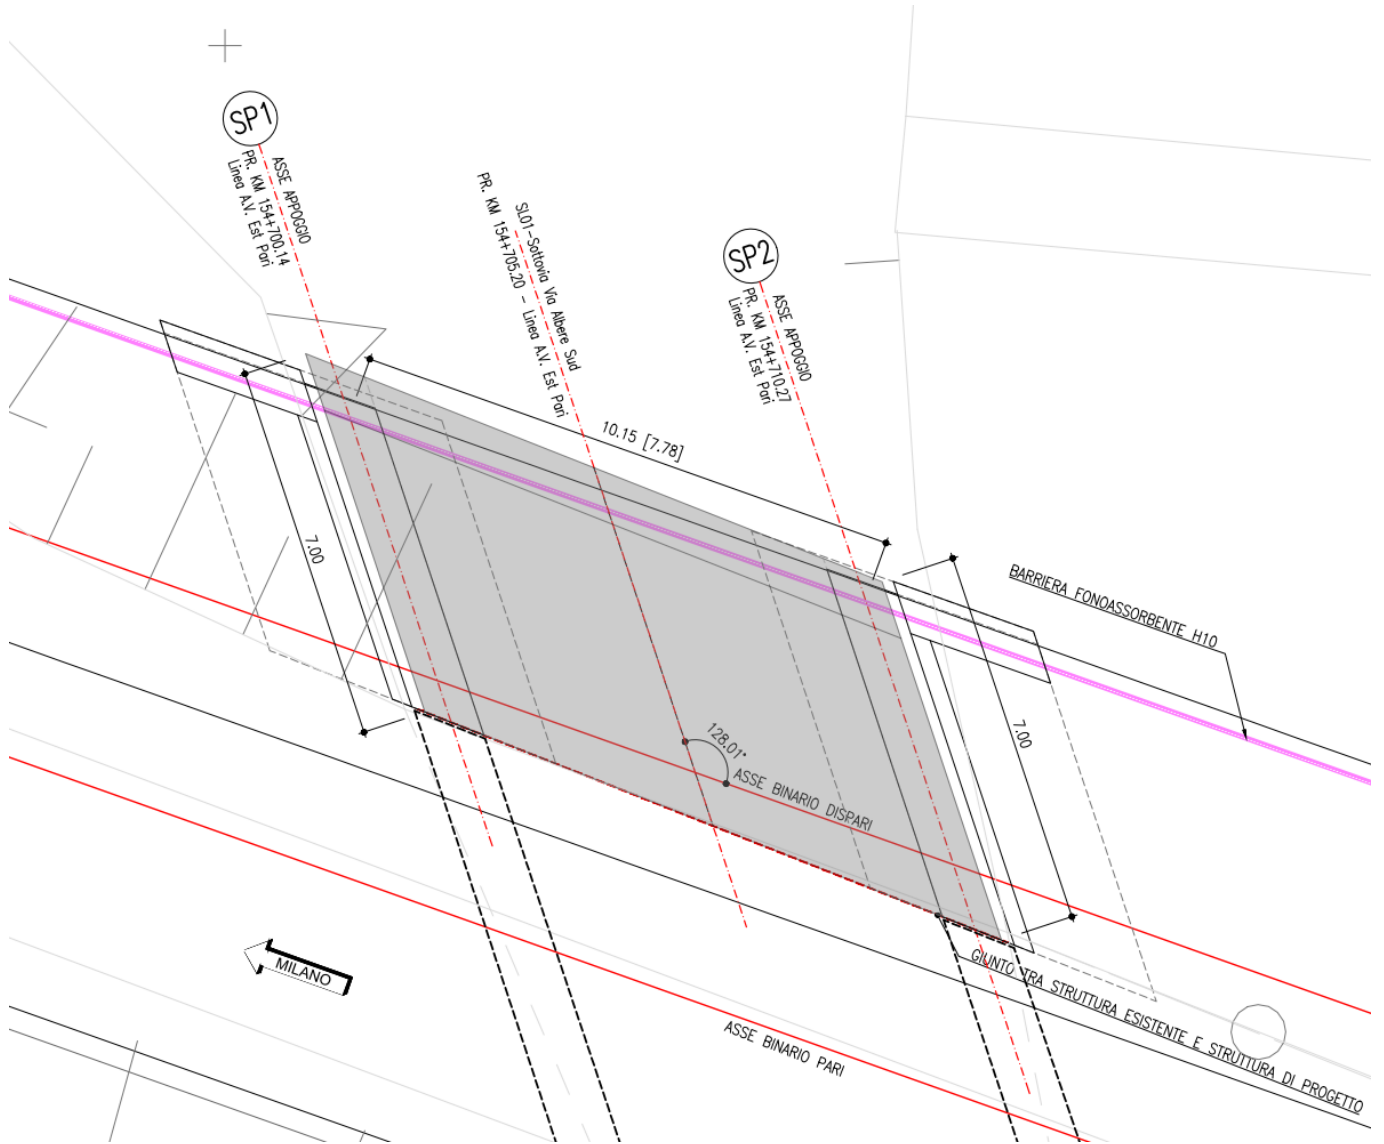 SP1
ASSE APPOGGIO
PR. KM 154+700.14
Linea A.V. Est Pari
SL01-Sottovia Via Albere Sud
PR. KM 154+705.20 - Linea A.V. Est Pari
SP2
ASSE APPOGGIO
PR. KM 154+710.27
Linea A.V. Est Pari
10.15 [7.78]
7.00
BARRIERA FONOASSORBENTE H10
7.00
128.01°
ASSE BINARIO DISPARI
MILANO
GIUNTO TRA STRUTTURA ESISTENTE E STRUTTURA DI PROGETTO
ASSE BINARIO PARI